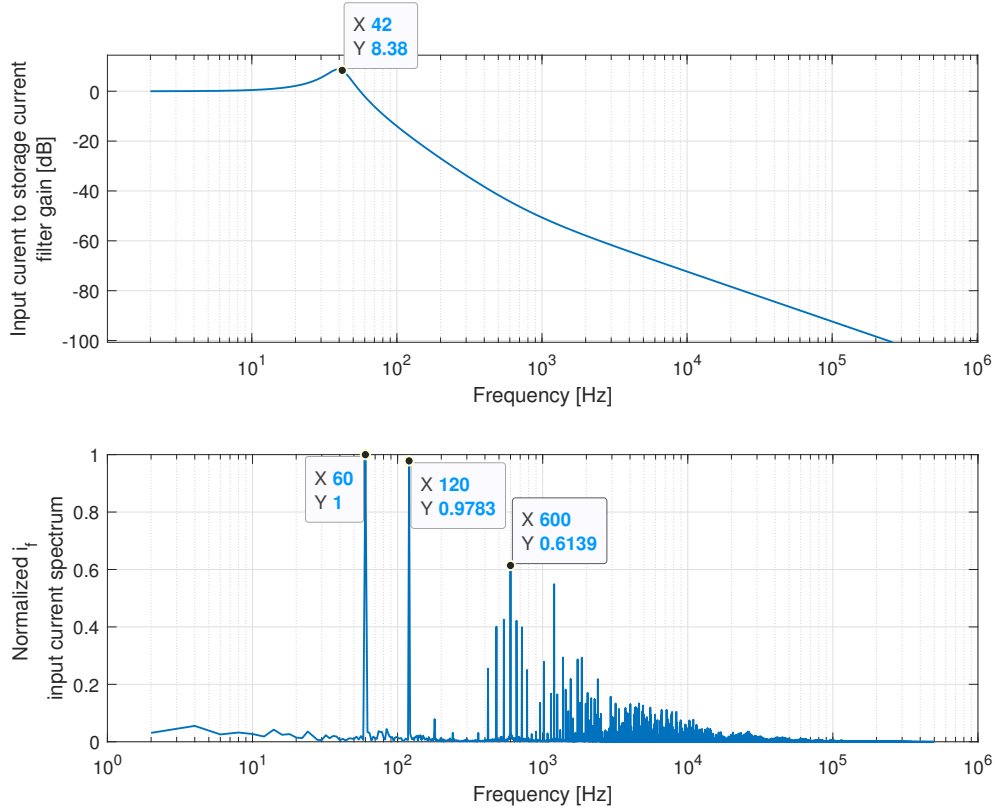 X 42
Y 8.38
Input curent to storage current
filter gain [dB]
0
-20
-40
-60
-80
-100
10^1
10^2
10^3
10^4
10^5
10^6
Frequency [Hz]
X 60
Y 1
X 120
Y 0.9783
X 600
Y 0.6139
Normalized i_f
input current spectrum
1
0.8
0.6
0.4
0.2
0
10^0
10^1
10^2
10^3
10^4
10^5
10^6
Frequency [Hz]